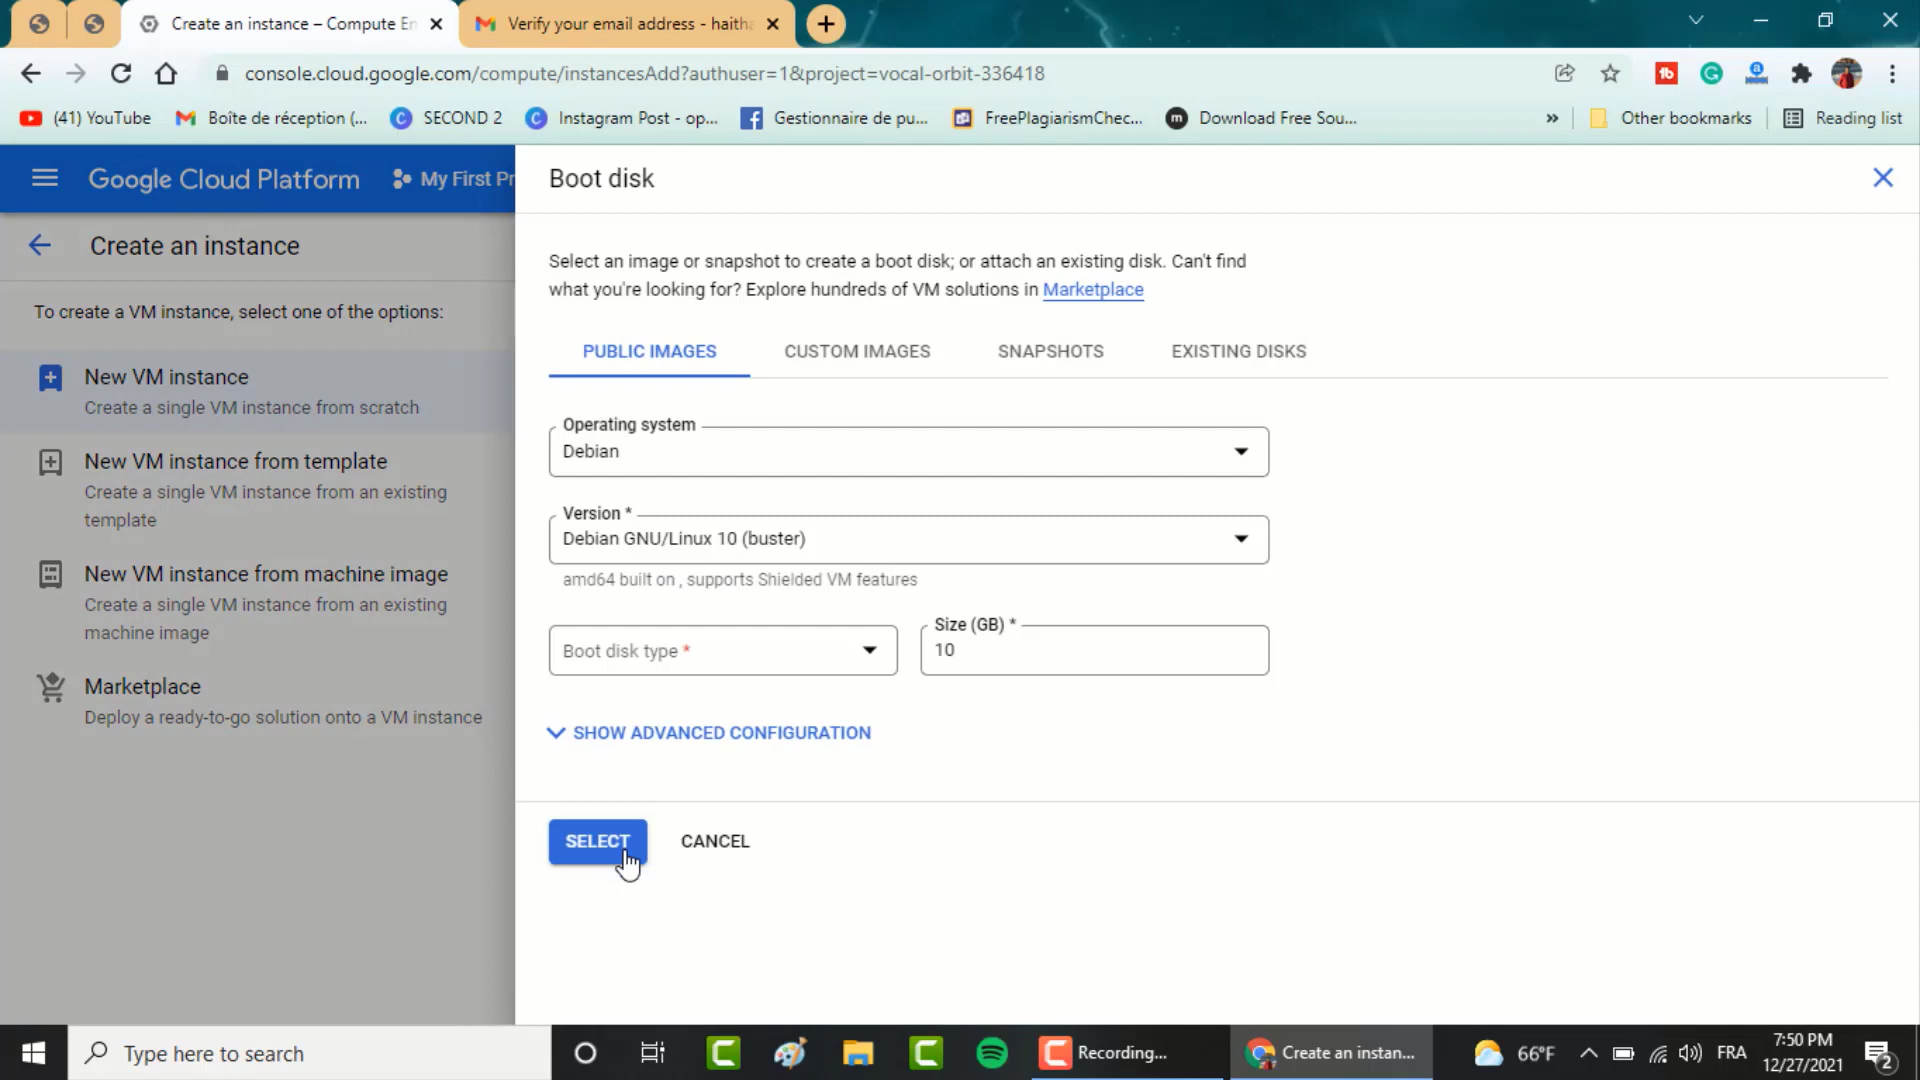 Create an instance – Compute En
Verify your email address - haitha
console.cloud.google.com/compute/instancesAdd?authuser=1&project=vocal-orbit-336418
(41) YouTube
Boîte de réception (...
SECOND 2
Instagram Post - op...
Gestionnaire de pu...
FreePlagiarismChec...
Download Free Sou...
»
Other bookmarks
Reading list
Google Cloud Platform
My First Pr
Create an instance
To create a VM instance, select one of the options:
New VM instance
Create a single VM instance from scratch
New VM instance from template
Create a single VM instance from an existing
template
New VM instance from machine image
Create a single VM instance from an existing
machine image
Marketplace
Deploy a ready-to-go solution onto a VM instance
Boot disk
Select an image or snapshot to create a boot disk; or attach an existing disk. Can't find
what you're looking for? Explore hundreds of VM solutions in Marketplace
PUBLIC IMAGES
CUSTOM IMAGES
SNAPSHOTS
EXISTING DISKS
Operating system
Debian
Version *
Debian GNU/Linux 10 (buster)
amd64 built on , supports Shielded VM features
Boot disk type *
Size (GB) *
10
SHOW ADVANCED CONFIGURATION
SELECT
CANCEL
Type here to search
Recording...
Create an instan...
66°F
FRA
7:50 PM
12/27/2021
2